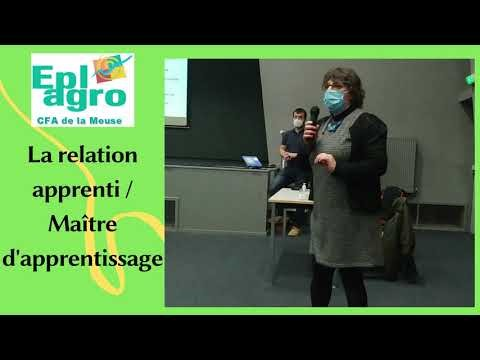 Epl
agro
CFA de la Meuse
La relation
apprenti /
Maître
d'apprentissage